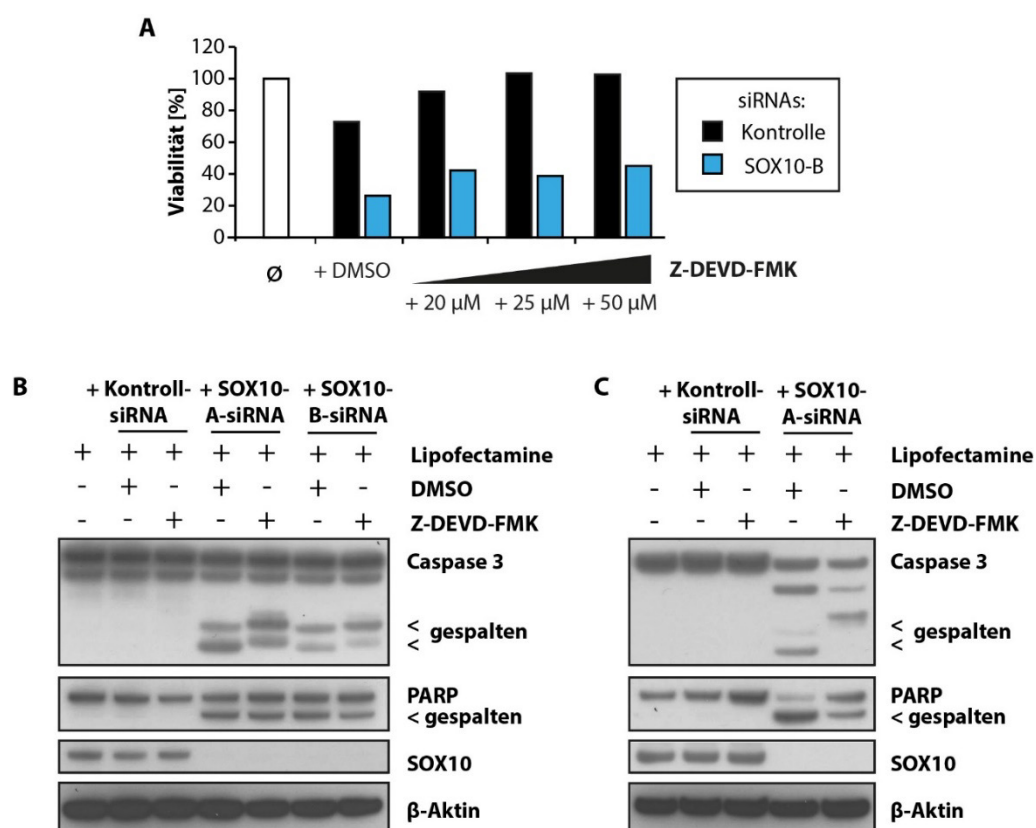 A
120
100
80
60
40
20
0
Viabilität [%]
siRNAs:
Kontrolle
SOX10-B
Ø
+ DMSO
Z-DEVD-FMK
+ 20 µM
+ 25 µM
+ 50 µM
B
+ Kontroll-
siRNA
+ SOX10-
A-siRNA
+ SOX10-
B-siRNA
+ + + + + + + Lipofectamine
- + - + - + - DMSO
- - + - + - + Z-DEVD-FMK
Caspase 3
<
< gespalten
PARP
< gespalten
SOX10
β-Aktin
C
+ Kontroll-
siRNA
+ SOX10-
A-siRNA
+ + + + + Lipofectamine
- + - + - DMSO
- - + - + Z-DEVD-FMK
Caspase 3
<
< gespalten
PARP
< gespalten
SOX10
β-Aktin